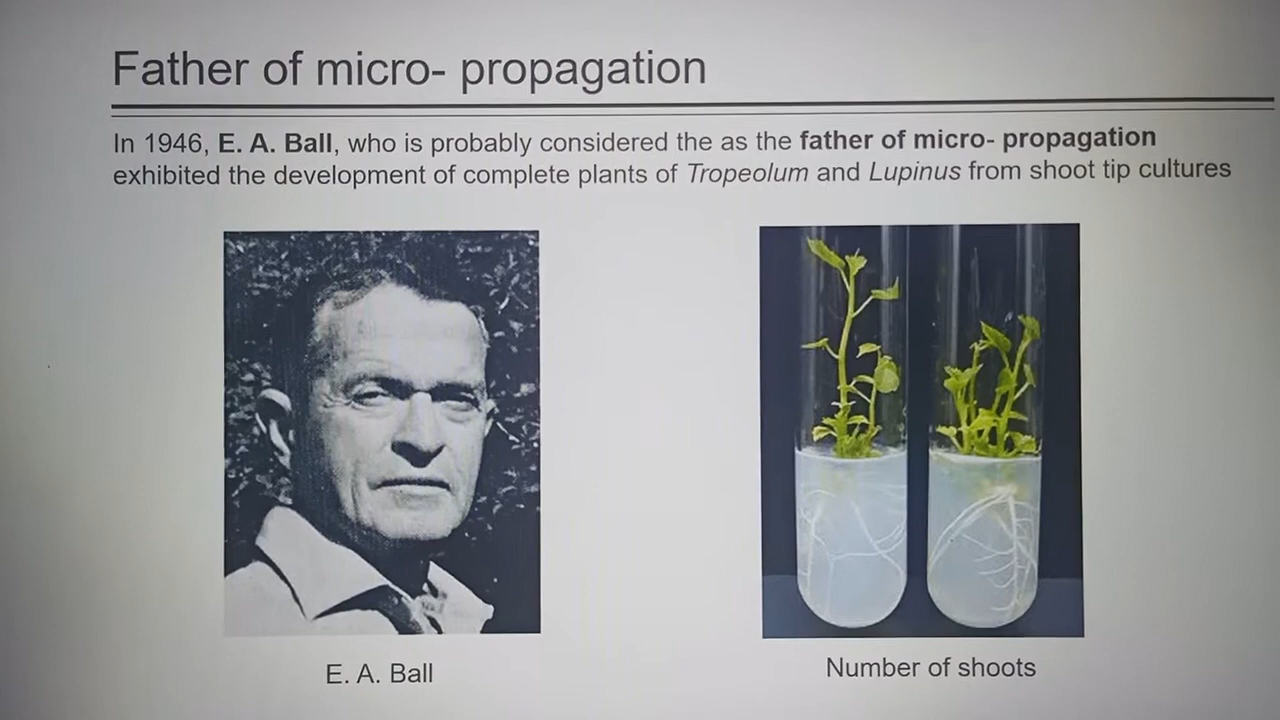 Father of micro- propagation
In 1946, E. A. Ball, who is probably considered the as the father of micro- propagation
exhibited the development of complete plants of Tropeolum and Lupinus from shoot tip cultures
E. A. Ball
Number of shoots